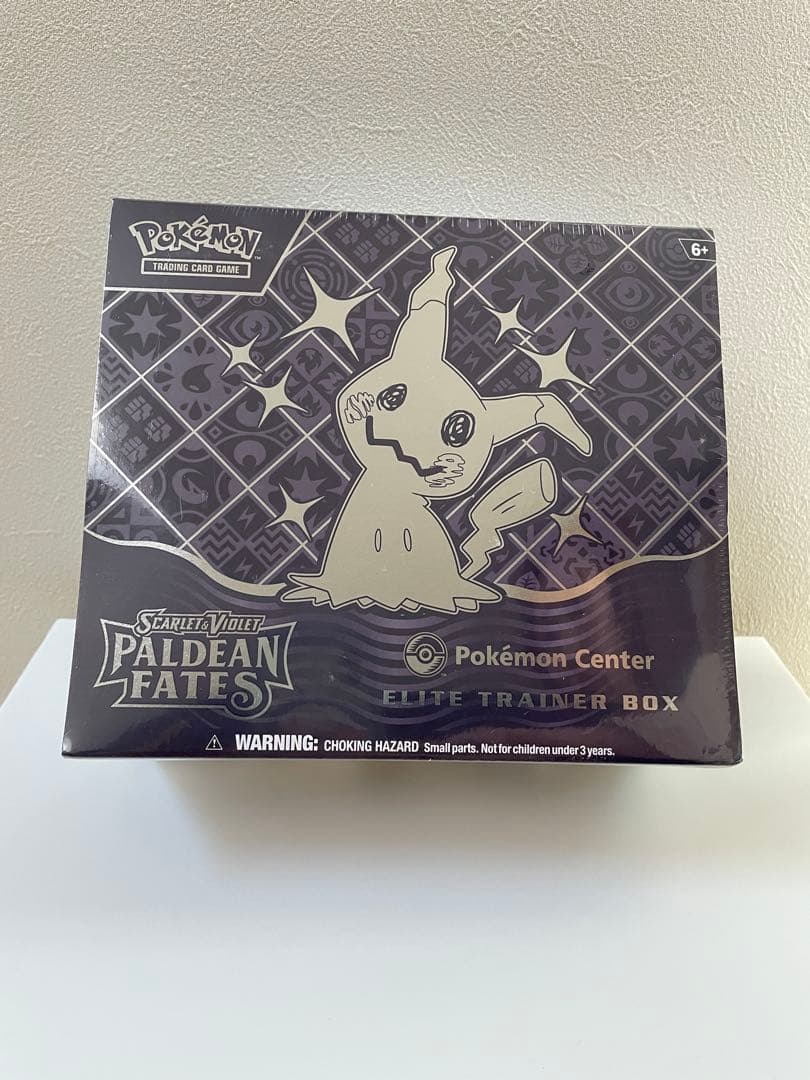 Pokémon
TM
TRADING CARD GAME
6+
SCARLET & VIOLET
PALDEAN
FATES
Pokémon Center
ELITE TRAINER BOX
⚠ WARNING: CHOKING HAZARD Small parts. Not for children under 3 years.